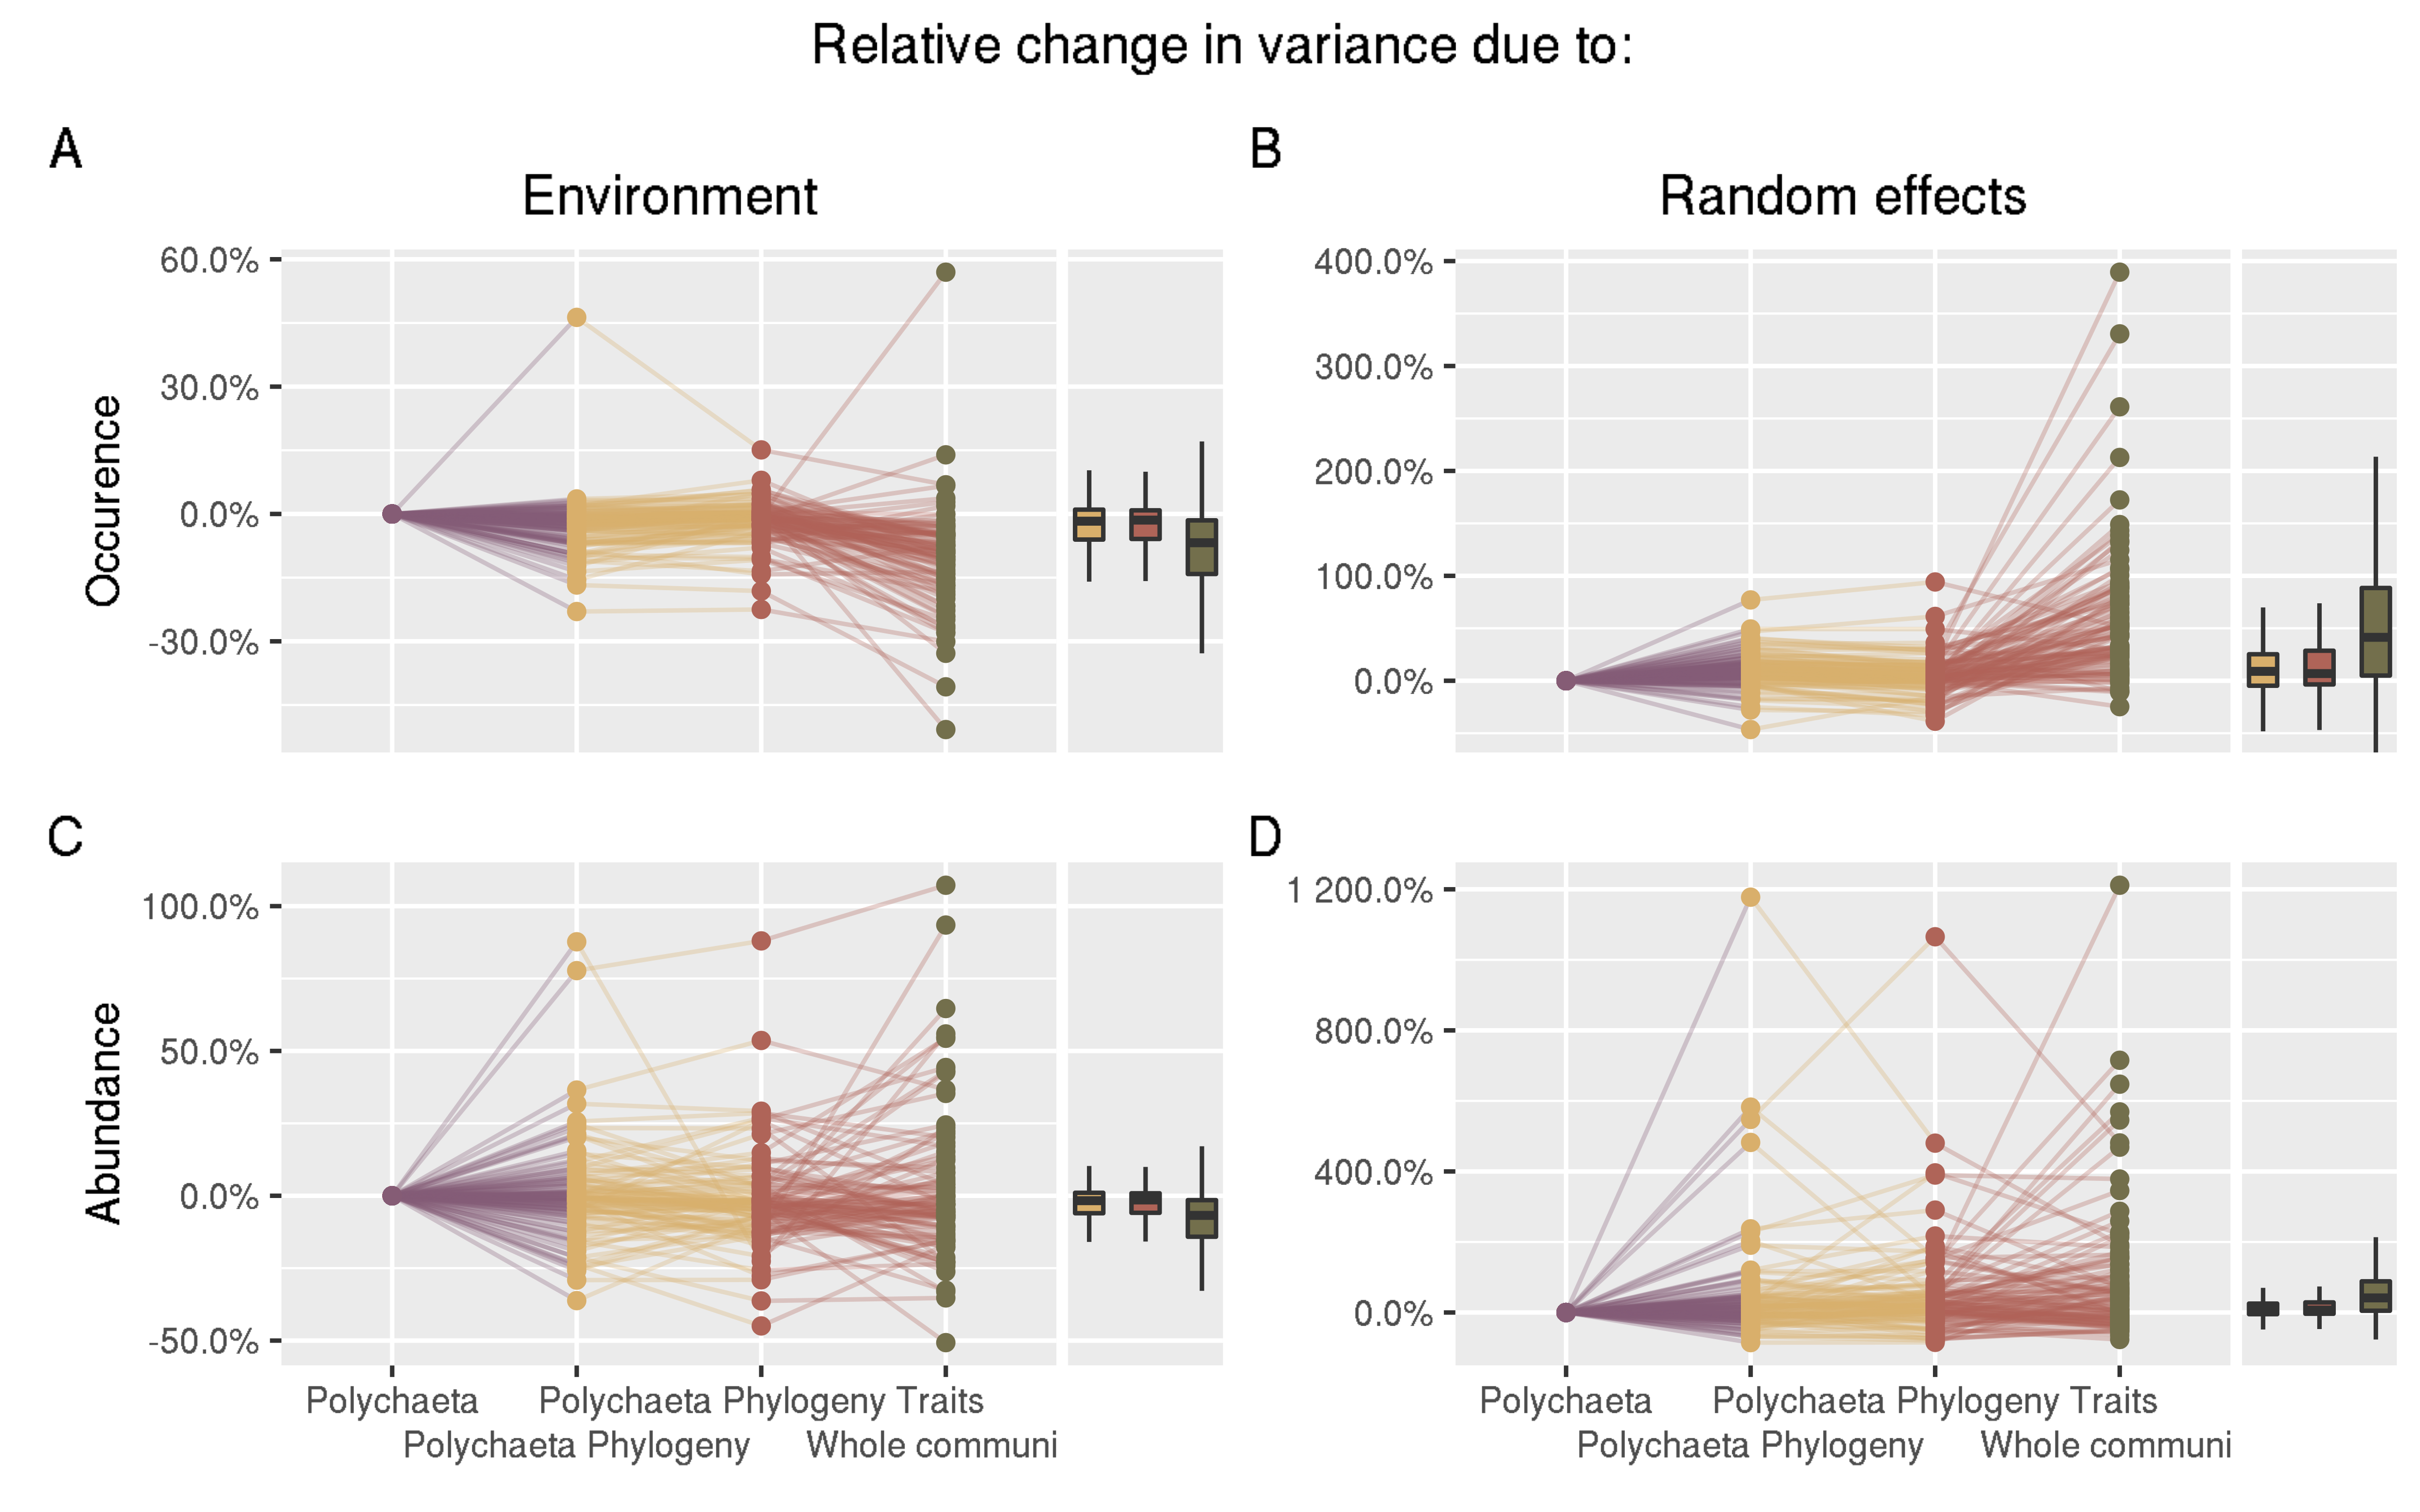 Relative change in variance due to:
A
B
Environment
Random effects
Occurence
60.0%
30.0%
0.0%
-30.0%
400.0%
300.0%
200.0%
100.0%
0.0%
C
D
Abundance
100.0%
50.0%
0.0%
-50.0%
1 200.0%
800.0%
400.0%
0.0%
Polychaeta
Polychaeta Phylogeny Traits
Polychaeta Phylogeny
Whole communi
Polychaeta
Polychaeta Phylogeny Traits
Polychaeta Phylogeny
Whole communi